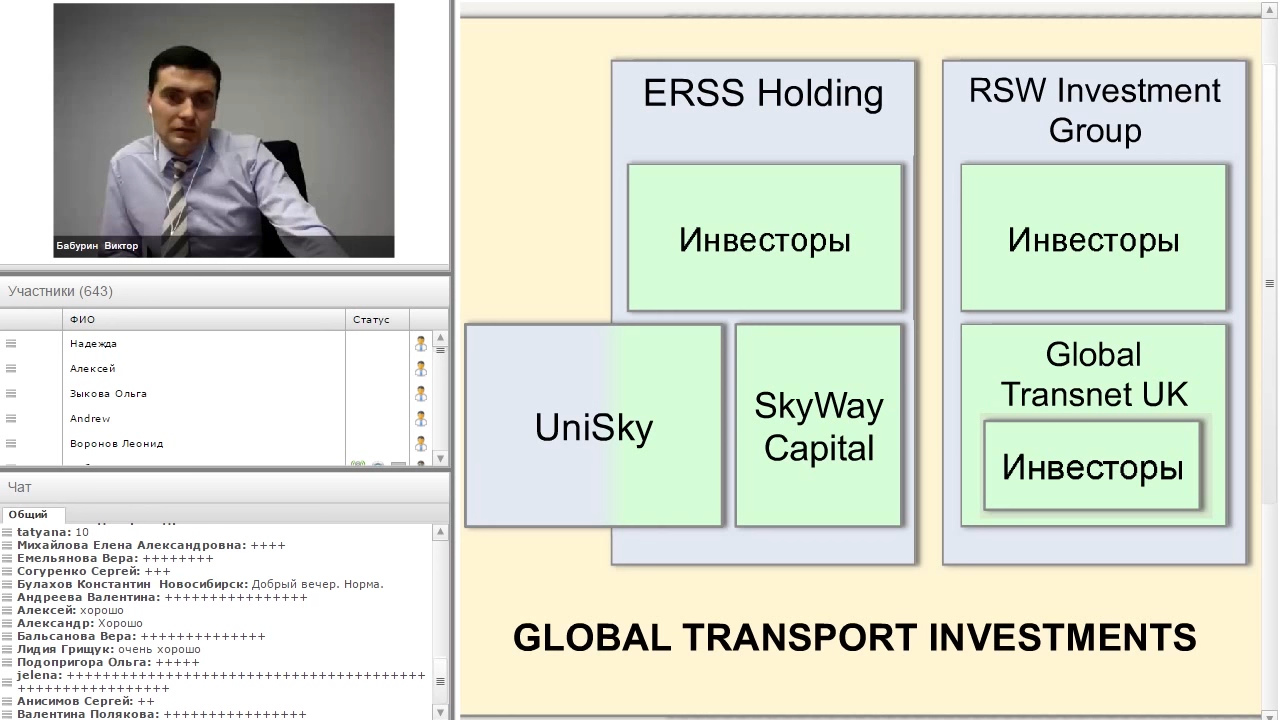 Бабурин Виктор
Участники (643)
ФИО Статус
Надежда
Алексей
Зыкова Ольга
Andrew
Воронов Леонид
Чат
Общий
tatyana: 10
Михайлова Елена Александровна: ++++
Емельянова Вера: ++++++++
Согуренко Сергей: +++
Булахов Константин Новосибирск: Добрый вечер. Норма.
Андреева Валентина: ++++++++++++++++
Алексей: хорошо
Александр: Хорошо
Бальсанова Вера: ++++++++++++++
Лидия Грищук: очень хорошо
Подопригора Ольга: +++++
jelena: ++++++++++++++++++++++++++++++++++++++++
+++++++++++++++++
Анисимов Сергей: ++
Валентина Полякова: ++++++++++++++++
ERSS Holding
Инвесторы
UniSky
SkyWay
Capital
RSW Investment
Group
Инвесторы
Global
Transnet UK
Инвесторы
GLOBAL TRANSPORT INVESTMENTS